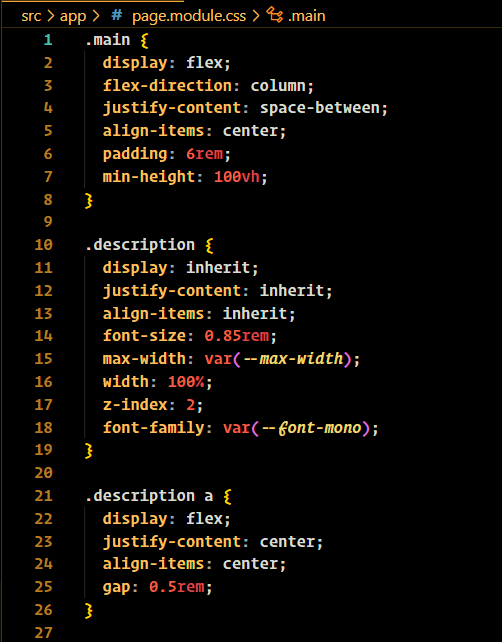 src > app > # page.module.css > .main
1 .main {
2 display: flex;
3 flex-direction: column;
4 justify-content: space-between;
5 align-items: center;
6 padding: 6rem;
7 min-height: 100vh;
8 }
9
10 .description {
11 display: inherit;
12 justify-content: inherit;
13 align-items: inherit;
14 font-size: 0.85rem;
15 max-width: var(--max-width);
16 width: 100%;
17 z-index: 2;
18 font-family: var(--font-mono);
19 }
20
21 .description a {
22 display: flex;
23 justify-content: center;
24 align-items: center;
25 gap: 0.5rem;
26 }
27